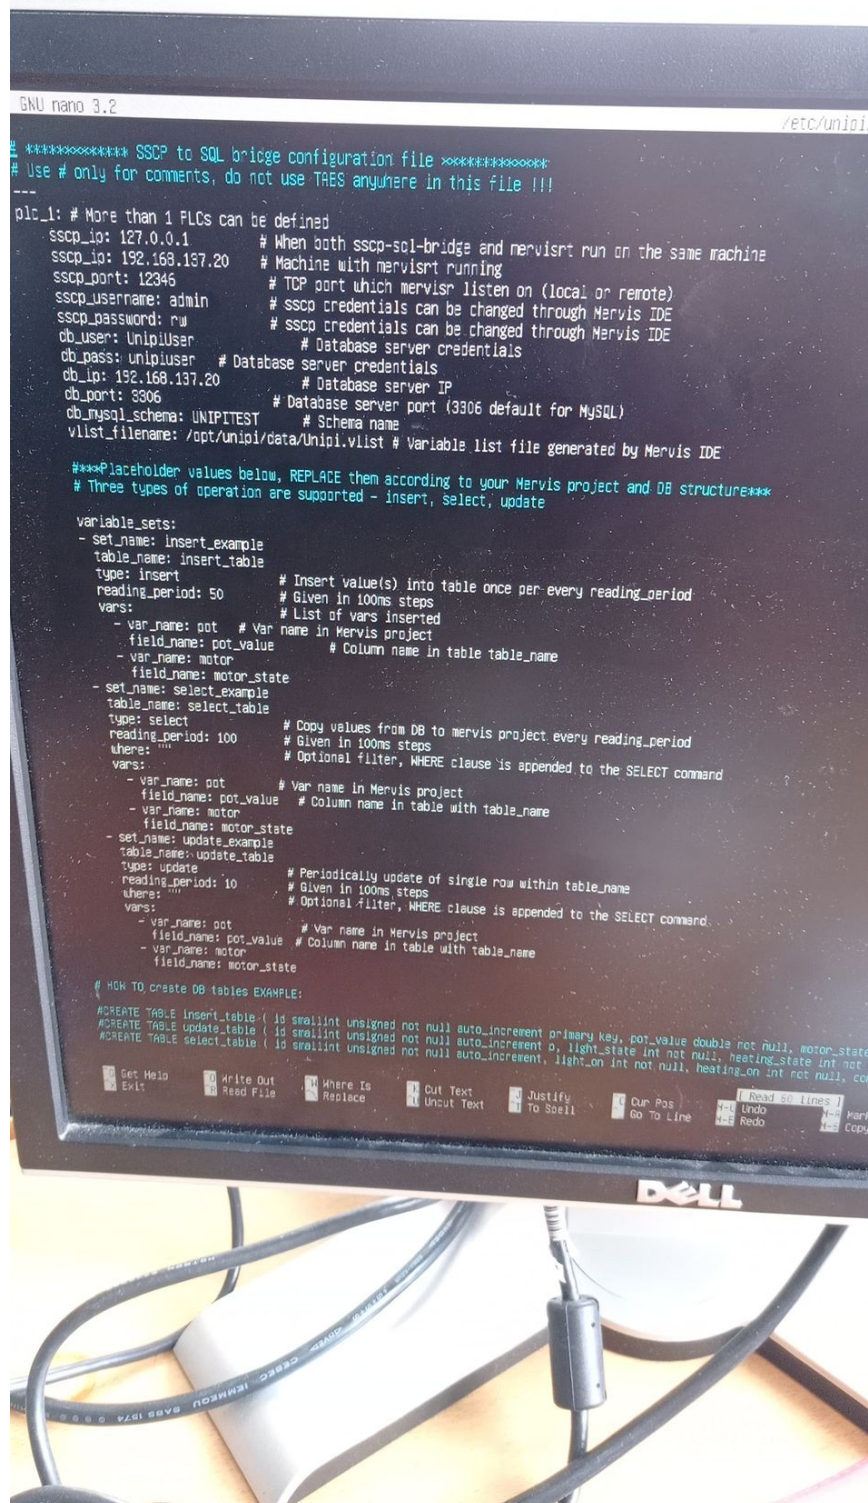 GNU nano 3.2
/etc/unipi
# ************* SSCP to SQL bridge configuration file **************
# Use # only for comments, do not use TABS anywhere in this file !!!
---
plc_1: # More than 1 PLCs can be defined
sscp_ip: 127.0.0.1 # When both sscp-sql-bridge and mervisrt run on the same machine
sscp_ip: 192.168.137.20 # Machine with mervisrt running
sscp_port: 12346 # TCP port which mervisr listen on (local or remote)
sscp_username: admin # sscp credentials can be changed through Mervis IDE
sscp_password: rw # sscp credentials can be changed through Mervis IDE
db_user: UnipiUser # Database server credentials
db_pass: unipiuser # Database server credentials
db_ip: 192.168.137.20 # Database server IP
db_port: 3306 # Database server port (3306 default for MySQL)
db_mysql_schema: UNIPITEST # Schema name
vlist_filename: /opt/unipi/data/Unipi.vlist # Variable list file generated by Mervis IDE
#***Placeholder values below, REPLACE them according to your Mervis project and DB structure***
# Three types of operation are supported - insert, select, update
variable_sets:
- set_name: insert_example
table_name: insert_table
type: insert # Insert value(s) into table once per every reading_period
reading_period: 50 # Given in 100ms steps
vars: # List of vars inserted
- var_name: pot # Var name in Mervis project
field_name: pot_value # Column name in table table_name
- var_name: motor
field_name: motor_state
- set_name: select_example
table_name: select_table
type: select # Copy values from DB to mervis project every reading_period
reading_period: 100 # Given in 100ms steps
where: "" # Optional filter, WHERE clause is appended to the SELECT command
vars:
- var_name: pot # Var name in Mervis project
field_name: pot_value # Column name in table with table_name
- var_name: motor
field_name: motor_state
- set_name: update_example
table_name: update_table
type: update # Periodically update of single row within table_name
reading_period: 10 # Given in 100ms steps
where: "" # Optional filter, WHERE clause is appended to the SELECT command
vars:
- var_name: pot # Var name in Mervis project
field_name: pot_value # Column name in table with table_name
- var_name: motor
field_name: motor_state
# HOW TO create DB tables EXAMPLE:
#CREATE TABLE insert_table ( id smallint unsigned not null auto_increment primary key, pot_value double not null, motor_state
#CREATE TABLE update_table ( id smallint unsigned not null auto_increment p, light_state int not null, heating_state int not
#CREATE TABLE select_table ( id smallint unsigned not null auto_increment, light_on int not null, heating_on int not null, co
[ Read 60 lines ]
^G Get Help ^O Write Out ^W Where Is ^K Cut Text ^J Justify ^C Cur Pos M-U Undo M-A Mark
^X Exit ^R Read File ^\ Replace ^U Uncut Text ^T To Spell ^_ Go To Line M-E Redo M-6 Copy
DELL